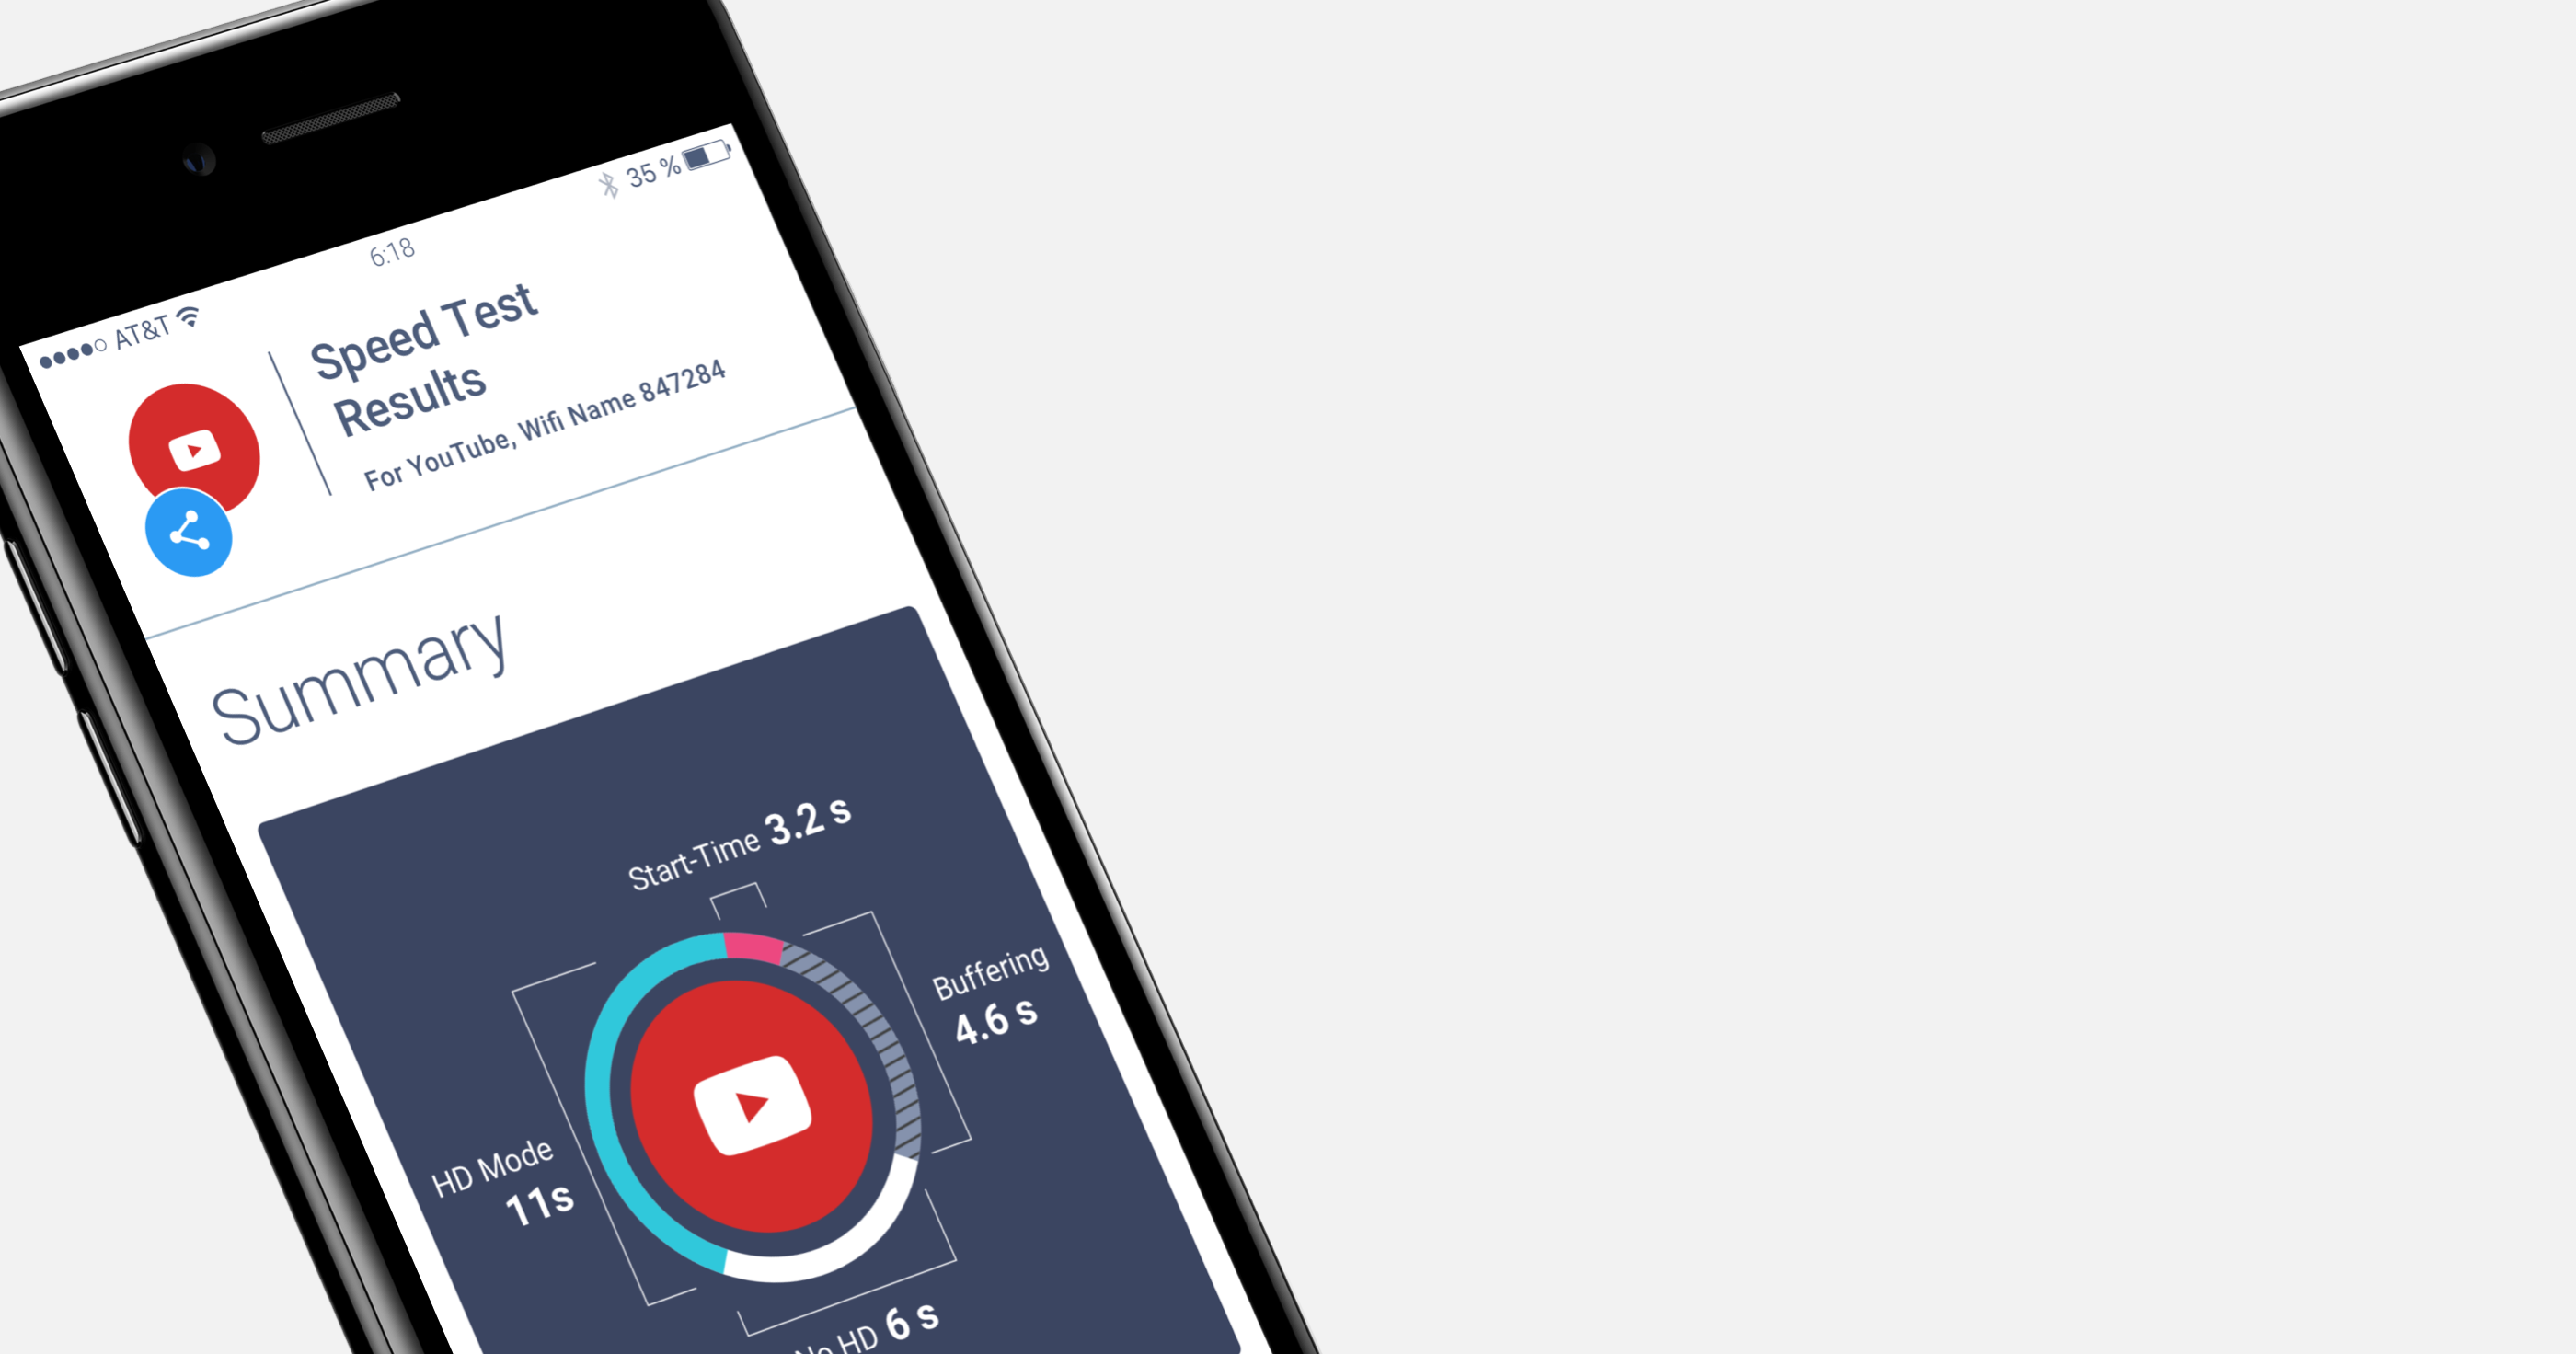 AT&T
6:18
35 %
Speed Test
Results
For YouTube, Wifi Name 847284
Summary
Start-Time 3.2 s
Buffering
4.6 s
HD Mode
11s
No HD 6 s